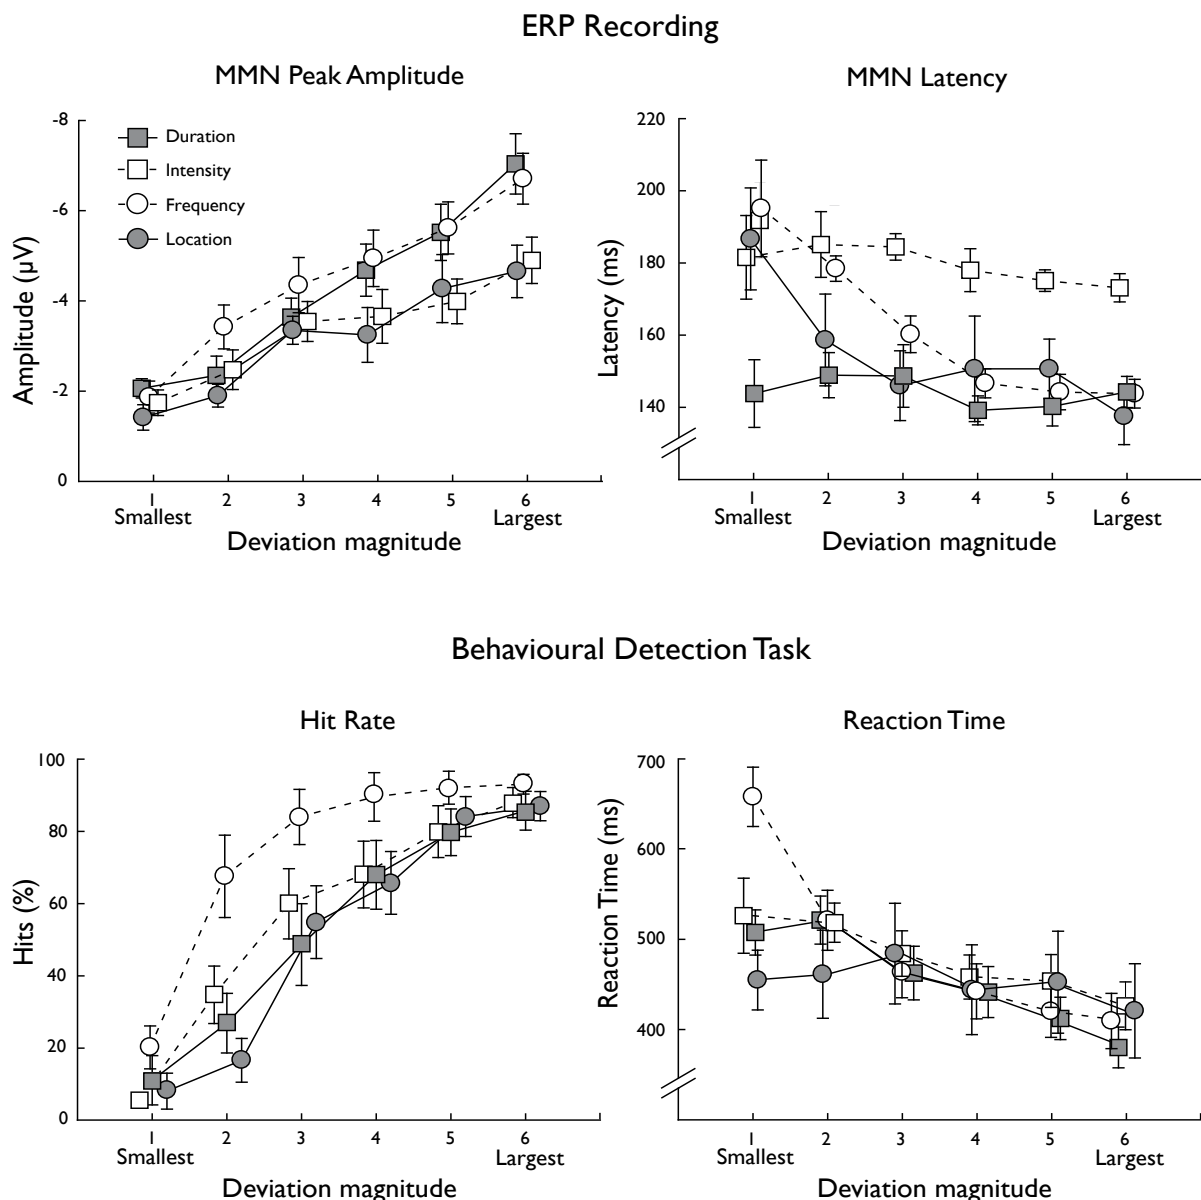 ERP Recording
MMN Peak Amplitude
-8
-6
-4
-2
0
Amplitude (µV)
Duration
Intensity
Frequency
Location
1 2 3 4 5 6
Smallest Largest
Deviation magnitude
MMN Latency
220
200
180
160
140
Latency (ms)
1 2 3 4 5 6
Smallest Largest
Deviation magnitude
Behavioural Detection Task
Hit Rate
100
80
60
40
20
0
Hits (%)
1 2 3 4 5 6
Smallest Largest
Deviation magnitude
Reaction Time
700
600
500
400
Reaction Time (ms)
1 2 3 4 5 6
Smallest Largest
Deviation magnitude